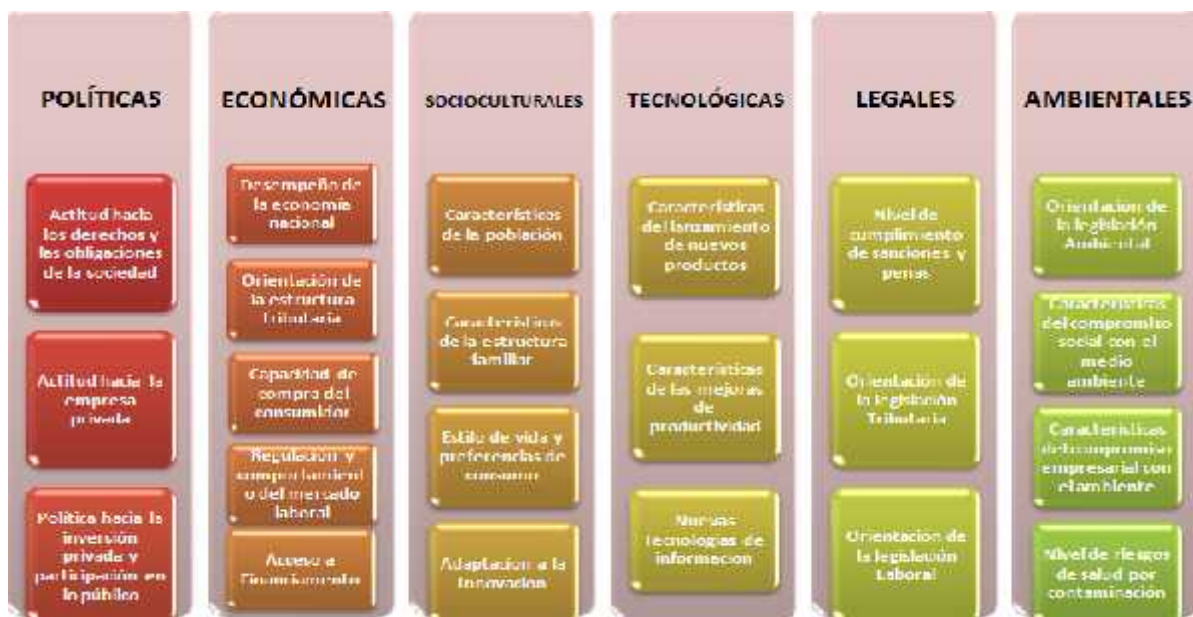 POLÍTICAS
Actitud hacia
los derechos y
las obligaciones
de la sociedad
Actitud hacia la
empresa
privada
Política hacia la
inversión
privada y
participación en
lo público
ECONÓMICAS
Desempeño de
la economía
nacional
Orientación de
la estructura
Tributaria
Capacidad de
compra del
consumidor
Regulación y
comportamient
o del mercado
laboral
Acceso a
Financiamiento
SOCIOCULTURALES
Características
de la población
Características
de la estructura
familiar
Estilo de vida y
preferencias de
consumo
Adaptación a la
Innovación
TECNOLÓGICAS
Características
del lanzamiento
de nuevos
productos
Características
de las mejoras
de
productividad
Nuevas
Tecnologías de
información
LEGALES
Nivel de
cumplimiento
de sanciones y
penas
Orientación de
la legislación
Tributaria
Orientación de
la legislación
Laboral
AMBIENTALES
Orientación de
la legislación
Ambiental
Características
del compromiso
social con el
medio
ambiente
Características
del compromiso
empresarial con
el ambiente
Nivel de riesgos
de salud por
contaminación